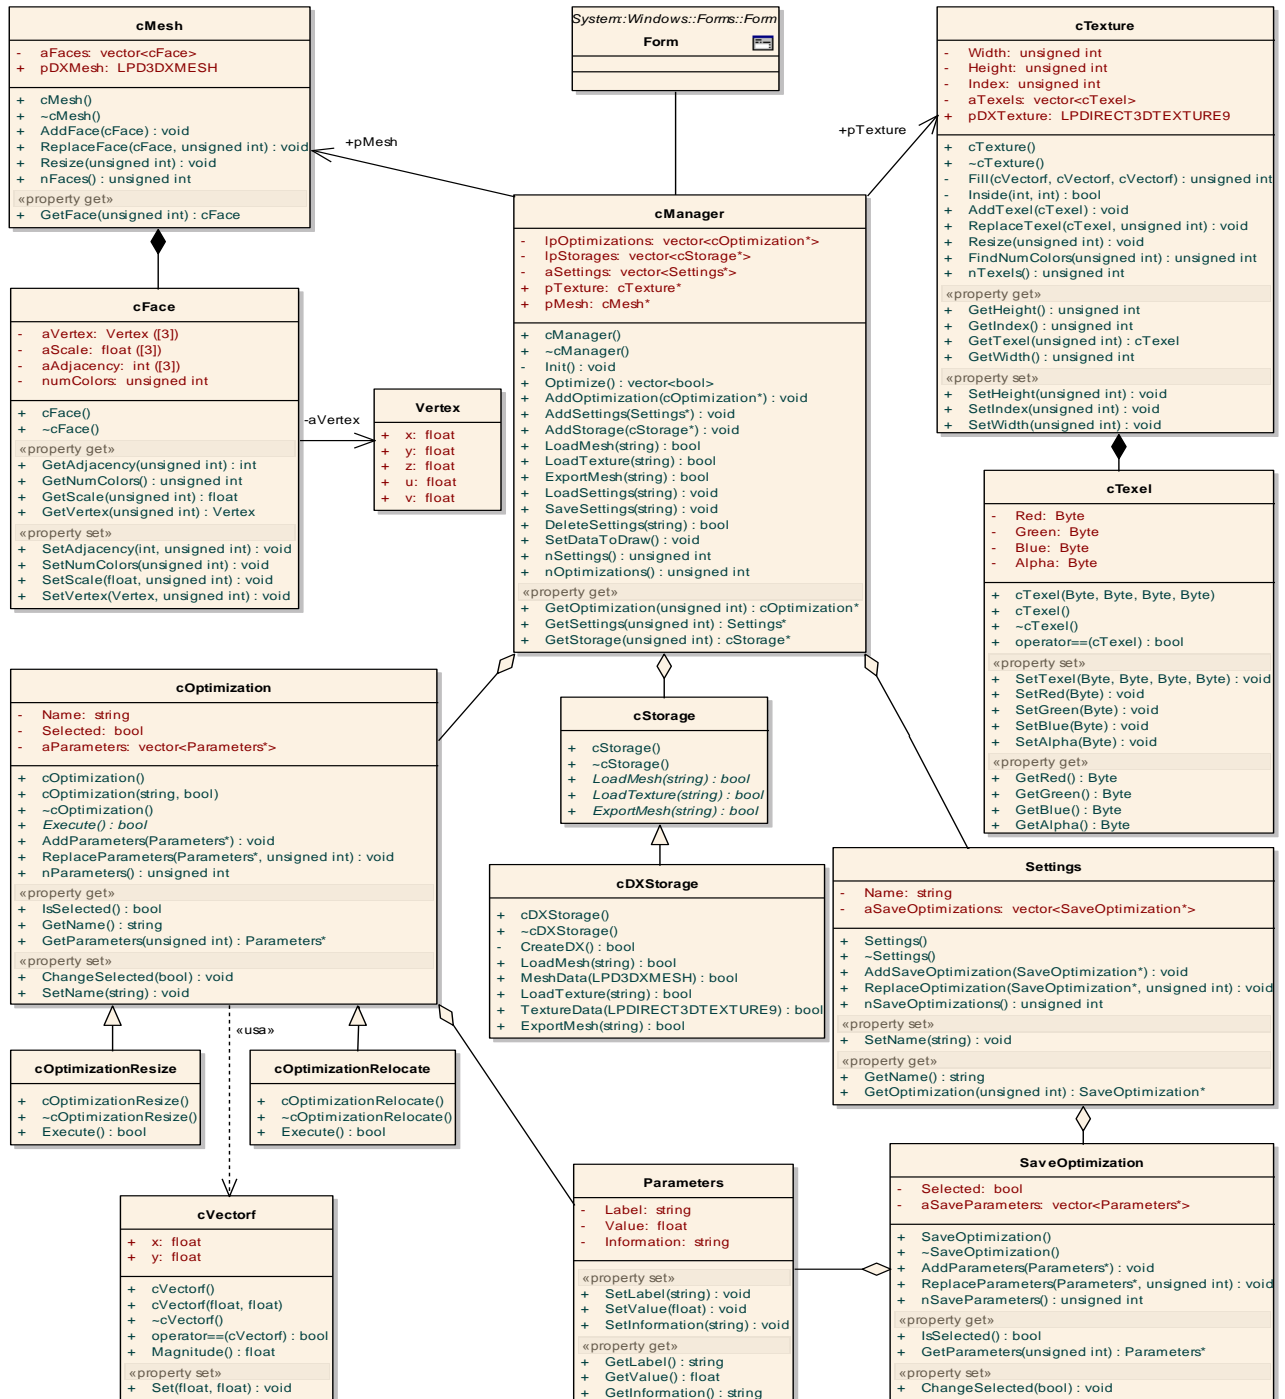 cMesh
- aFaces: vector<cFace>
+ pDXMesh: LPD3DXMESH
+ cMesh()
+ ~cMesh()
+ AddFace(cFace) : void
+ ReplaceFace(cFace, unsigned int) : void
+ Resize(unsigned int) : void
+ nFaces() : unsigned int
«property get»
+ GetFace(unsigned int) : cFace
System::Windows::Forms::Form
Form
cTexture
- Width: unsigned int
- Height: unsigned int
- Index: unsigned int
- aTexels: vector<cTexel>
+ pDXTexture: LPDIRECT3DTEXTURE9
+ cTexture()
+ ~cTexture()
- Fill(cVectorf, cVectorf, cVectorf) : unsigned int
- Inside(int, int) : bool
+ AddTexel(cTexel) : void
+ ReplaceTexel(cTexel, unsigned int) : void
+ Resize(unsigned int) : void
+ FindNumColors(unsigned int) : unsigned int
+ nTexels() : unsigned int
«property get»
+ GetHeight() : unsigned int
+ GetIndex() : unsigned int
+ GetTexel(unsigned int) : cTexel
+ GetWidth() : unsigned int
«property set»
+ SetHeight(unsigned int) : void
+ SetIndex(unsigned int) : void
+ SetWidth(unsigned int) : void
+pMesh
+pTexture
cManager
- lpOptimizations: vector<cOptimization*>
- lpStorages: vector<cStorage*>
- aSettings: vector<Settings*>
+ pTexture: cTexture*
+ pMesh: cMesh*
+ cManager()
+ ~cManager()
- Init() : void
+ Optimize() : vector<bool>
+ AddOptimization(cOptimization*) : void
+ AddSettings(Settings*) : void
+ AddStorage(cStorage*) : void
+ LoadMesh(string) : bool
+ LoadTexture(string) : bool
+ ExportMesh(string) : bool
+ LoadSettings(string) : void
+ SaveSettings(string) : void
+ DeleteSettings(string) : bool
+ SetDataToDraw() : void
+ nSettings() : unsigned int
+ nOptimizations() : unsigned int
«property get»
+ GetOptimization(unsigned int) : cOptimization*
+ GetSettings(unsigned int) : Settings*
+ GetStorage(unsigned int) : cStorage*
cFace
- aVertex: Vertex ([3])
- aScale: float ([3])
- aAdjacency: int ([3])
- numColors: unsigned int
+ cFace()
+ ~cFace()
«property get»
+ GetAdjacency(unsigned int) : int
+ GetNumColors() : unsigned int
+ GetScale(unsigned int) : float
+ GetVertex(unsigned int) : Vertex
«property set»
+ SetAdjacency(int, unsigned int) : void
+ SetNumColors(unsigned int) : void
+ SetScale(float, unsigned int) : void
+ SetVertex(Vertex, unsigned int) : void
-aVertex
Vertex
+ x: float
+ y: float
+ z: float
+ u: float
+ v: float
cTexel
- Red: Byte
- Green: Byte
- Blue: Byte
- Alpha: Byte
+ cTexel(Byte, Byte, Byte, Byte)
+ cTexel()
+ ~cTexel()
+ operator==(cTexel) : bool
«property set»
+ SetTexel(Byte, Byte, Byte, Byte) : void
+ SetRed(Byte) : void
+ SetGreen(Byte) : void
+ SetBlue(Byte) : void
+ SetAlpha(Byte) : void
«property get»
+ GetRed() : Byte
+ GetGreen() : Byte
+ GetBlue() : Byte
+ GetAlpha() : Byte
cOptimization
- Name: string
- Selected: bool
- aParameters: vector<Parameters*>
+ cOptimization()
+ cOptimization(string, bool)
+ ~cOptimization()
+ Execute() : bool
+ AddParameters(Parameters*) : void
+ ReplaceParameters(Parameters*, unsigned int) : void
+ nParameters() : unsigned int
«property get»
+ IsSelected() : bool
+ GetName() : string
+ GetParameters(unsigned int) : Parameters*
«property set»
+ ChangeSelected(bool) : void
+ SetName(string) : void
cStorage
+ cStorage()
+ ~cStorage()
+ LoadMesh(string) : bool
+ LoadTexture(string) : bool
+ ExportMesh(string) : bool
cDXStorage
+ cDXStorage()
+ ~cDXStorage()
- CreateDX() : bool
+ LoadMesh(string) : bool
+ MeshData(LPD3DXMESH) : bool
+ LoadTexture(string) : bool
+ TextureData(LPDIRECT3DTEXTURE9) : bool
+ ExportMesh(string) : bool
Settings
- Name: string
- aSaveOptimizations: vector<SaveOptimization*>
+ Settings()
+ ~Settings()
+ AddSaveOptimization(SaveOptimization*) : void
+ ReplaceOptimization(SaveOptimization*, unsigned int) : void
+ nSaveOptimizations() : unsigned int
«property set»
+ SetName(string) : void
«property get»
+ GetName() : string
+ GetOptimization(unsigned int) : SaveOptimization*
«usa»
cOptimizationResize
+ cOptimizationResize()
+ ~cOptimizationResize()
+ Execute() : bool
cOptimizationRelocate
+ cOptimizationRelocate()
+ ~cOptimizationRelocate()
+ Execute() : bool
cVectorf
+ x: float
+ y: float
+ cVectorf()
+ cVectorf(float, float)
+ ~cVectorf()
+ operator==(cVectorf) : bool
+ Magnitude() : float
«property set»
+ Set(float, float) : void
Parameters
- Label: string
- Value: float
- Information: string
«property set»
+ SetLabel(string) : void
+ SetValue(float) : void
+ SetInformation(string) : void
«property get»
+ GetLabel() : string
+ GetValue() : float
+ GetInformation() : string
SaveOptimization
- Selected: bool
- aSaveParameters: vector<Parameters*>
+ SaveOptimization()
+ ~SaveOptimization()
+ AddParameters(Parameters*) : void
+ ReplaceParameters(Parameters*, unsigned int) : void
+ nSaveParameters() : unsigned int
«property get»
+ IsSelected() : bool
+ GetParameters(unsigned int) : Parameters*
«property set»
+ ChangeSelected(bool) : void